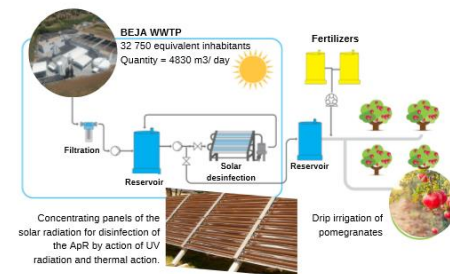 BEJA WWTP
32 750 equivalent inhabitants
Quantity = 4830 m3/ day
Fertilizers
Filtration
Reservoir
Solar
desinfection
Reservoir
Concentrating panels of the
solar radiation for disinfection of
the ApR by action of UV
radiation and thermal action.
Drip irrigation of
pomegranates